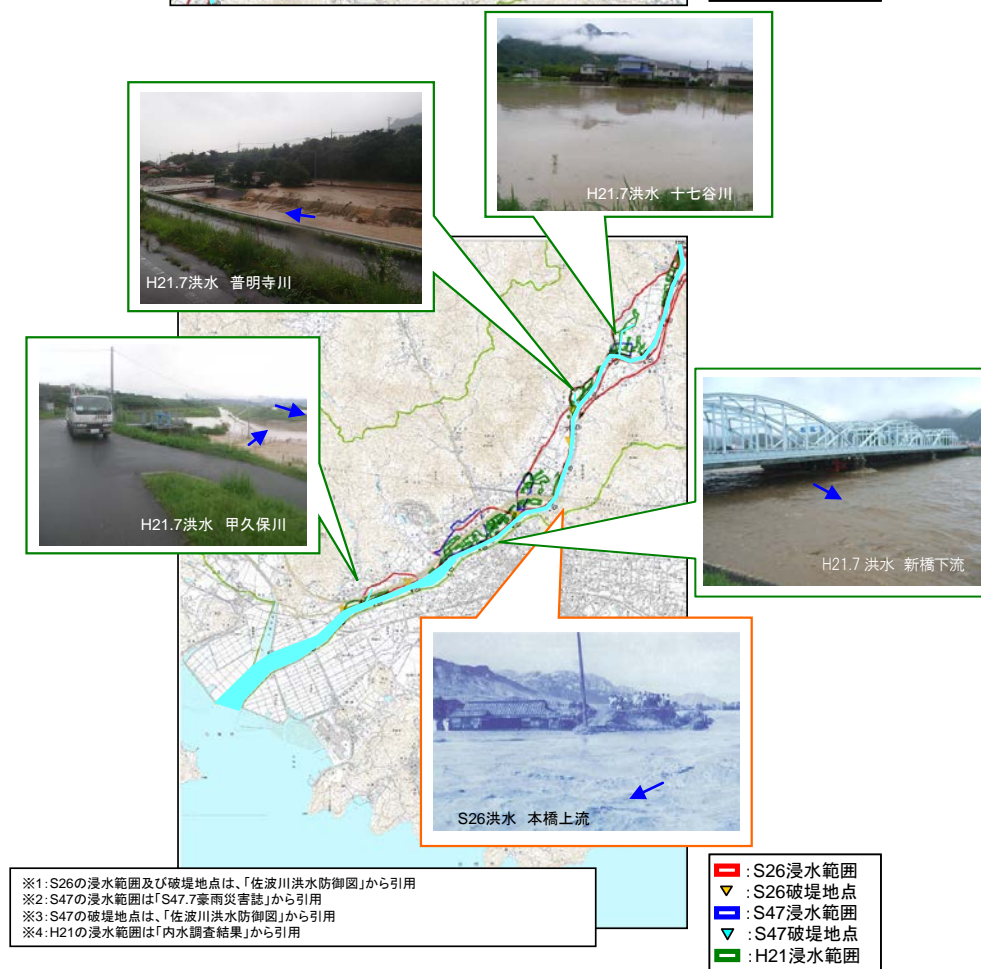 H21.7洪水　十七谷川
H21.7洪水　普明寺川
H21.7洪水　甲久保川
H21.7 洪水　新橋下流
S26洪水　本橋上流
※1:S26の浸水範囲及び破堤地点は、「佐波川洪水防御図」から引用
※2:S47の浸水範囲は「S47.7豪雨災害誌」から引用
※3:S47の破堤地点は、「佐波川洪水防御図」から引用
※4:H21の浸水範囲は「内水調査結果」から引用
:S26浸水範囲
:S26破堤地点
:S47浸水範囲
:S47破堤地点
:H21浸水範囲